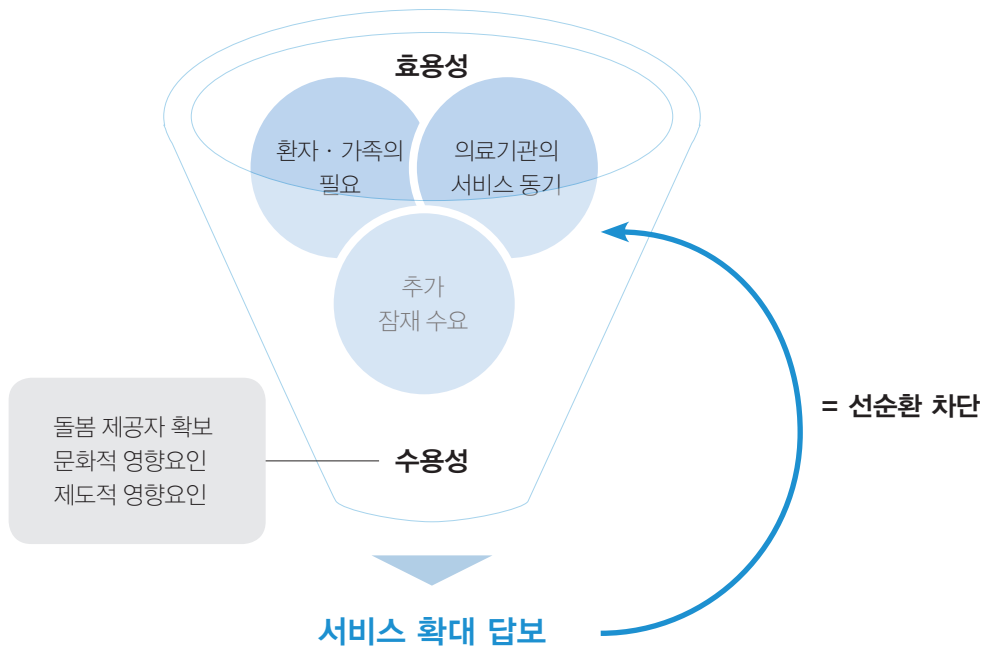 효용성
환자 · 가족의
필요
의료기관의
서비스 동기
추가
잠재 수요
돌봄 제공자 확보
문화적 영향요인
제도적 영향요인
수용성
= 선순환 차단
서비스 확대 답보